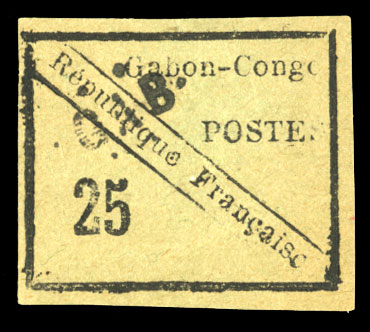 Gabon-Congo
POSTES
République Française
25
B